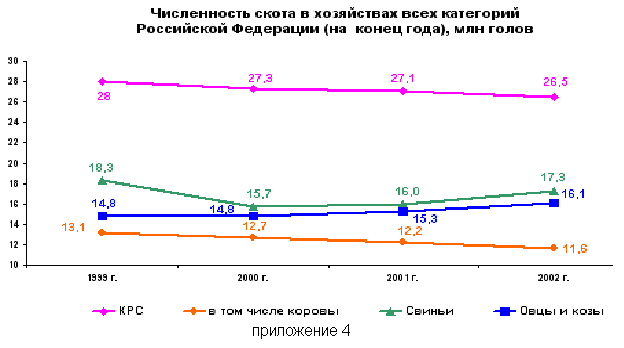 Численность скота в хозяйствах всех категорий
Российской Федерации (на конец года), млн голов
30
28
26
24
22
20
18
16
14
12
10
28
27,3
27,1
26,5
18,3
15,7
16,0
17,3
14,8
14,8
15,3
16,1
13,1
12,7
12,2
11,6
1999 г.
2000 г.
2001 г.
2002 г.
КРС
в том числе коровы
Свиньи
Овцы и козы
приложение 4